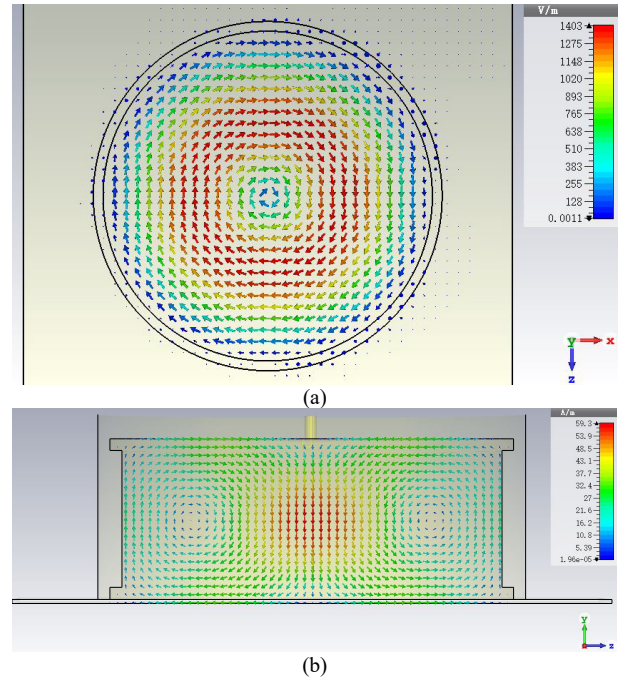 V/m
1403
1275
1148
1020
893
765
638
510
383
255
128
0.0011
y
x
z
(a)
A/m
59.3
53.9
48.5
43.1
37.7
32.4
27
21.6
16.2
10.8
5.39
1.96e-05
y
z
(b)